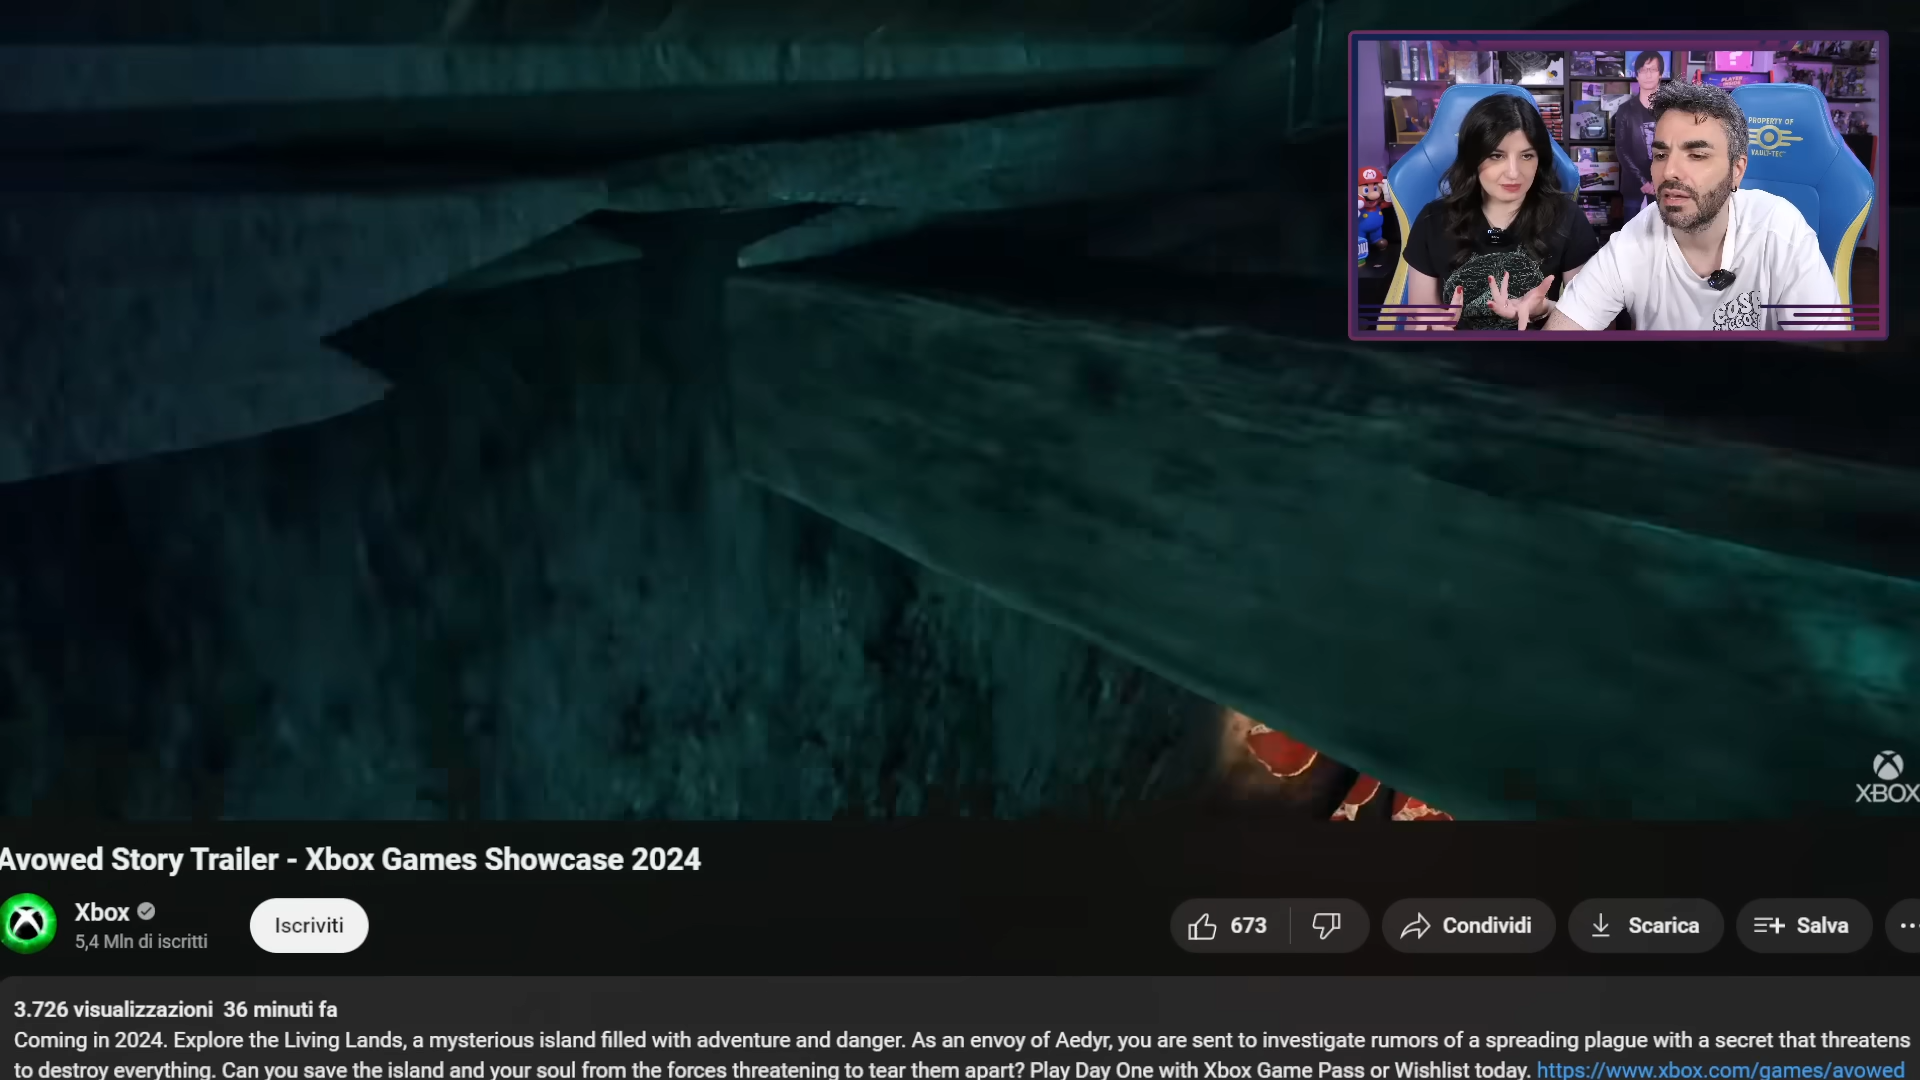 PROPERTY OF
VAULT-TEC
XBOX
Avowed Story Trailer - Xbox Games Showcase 2024
Xbox
5,4 Mln di iscritti
Iscriviti
673
Condividi
Scarica
Salva
3.726 visualizzazioni 36 minuti fa
Coming in 2024. Explore the Living Lands, a mysterious island filled with adventure and danger. As an envoy of Aedyr, you are sent to investigate rumors of a spreading plague with a secret that threatens
to destroy everything. Can you save the island and your soul from the forces threatening to tear them apart? Play Day One with Xbox Game Pass or Wishlist today. https://www.xbox.com/games/avowed